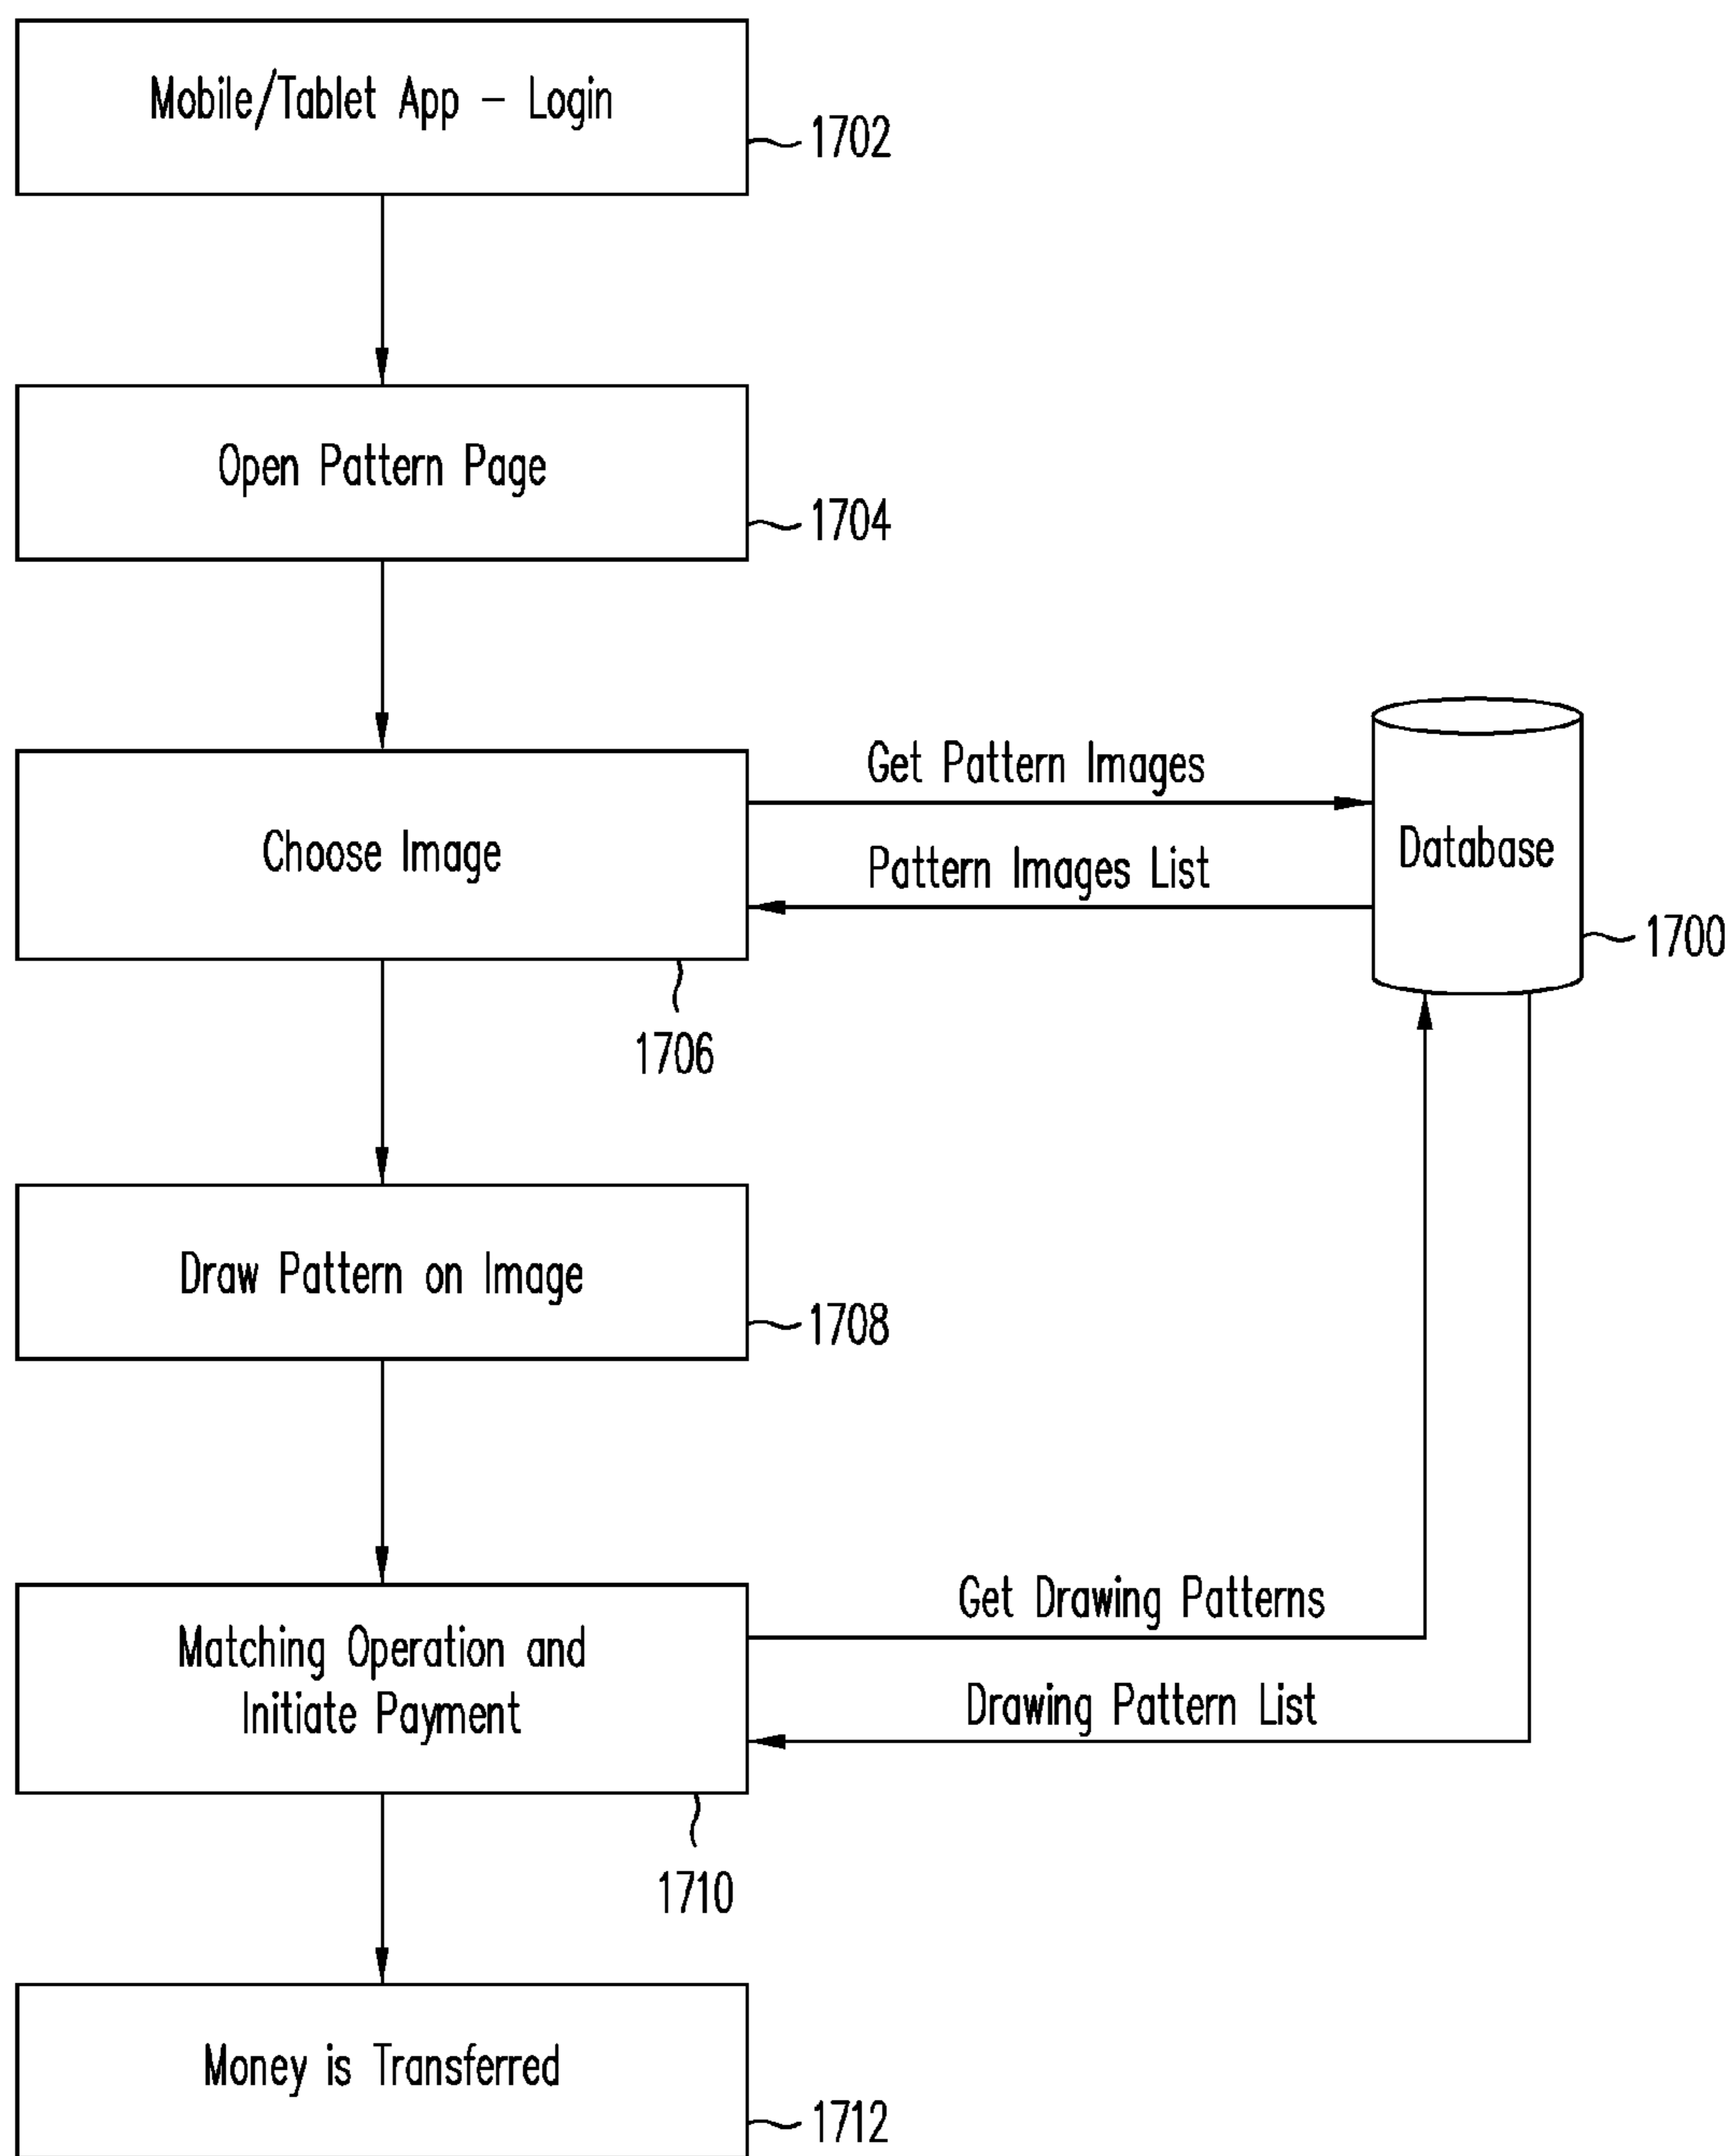 Mobile/Tablet App – Login
1702
Open Pattern Page
1704
Get Pattern Images
Choose Image
Pattern Images List
Database
1700
1706
Draw Pattern on Image
1708
Get Drawing Patterns
Matching Operation and
Initiate Payment
Drawing Pattern List
1710
Money is Transferred
1712